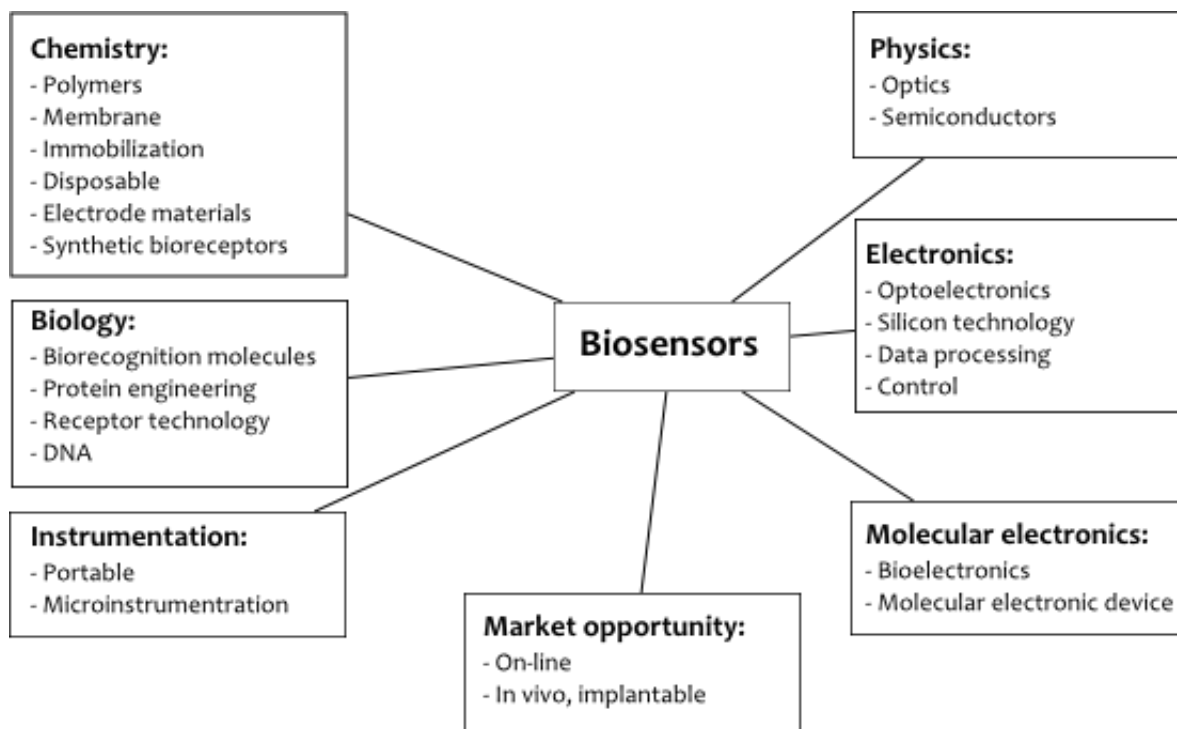 Chemistry:
- Polymers
- Membrane
- Immobilization
- Disposable
- Electrode materials
- Synthetic bioreceptors
Physics:
- Optics
- Semiconductors
Electronics:
- Optoelectronics
- Silicon technology
- Data processing
- Control
Biosensors
Biology:
- Biorecognition molecules
- Protein engineering
- Receptor technology
- DNA
Instrumentation:
- Portable
- Microinstrumentration
Market opportunity:
- On-line
- In vivo, implantable
Molecular electronics:
- Bioelectronics
- Molecular electronic device